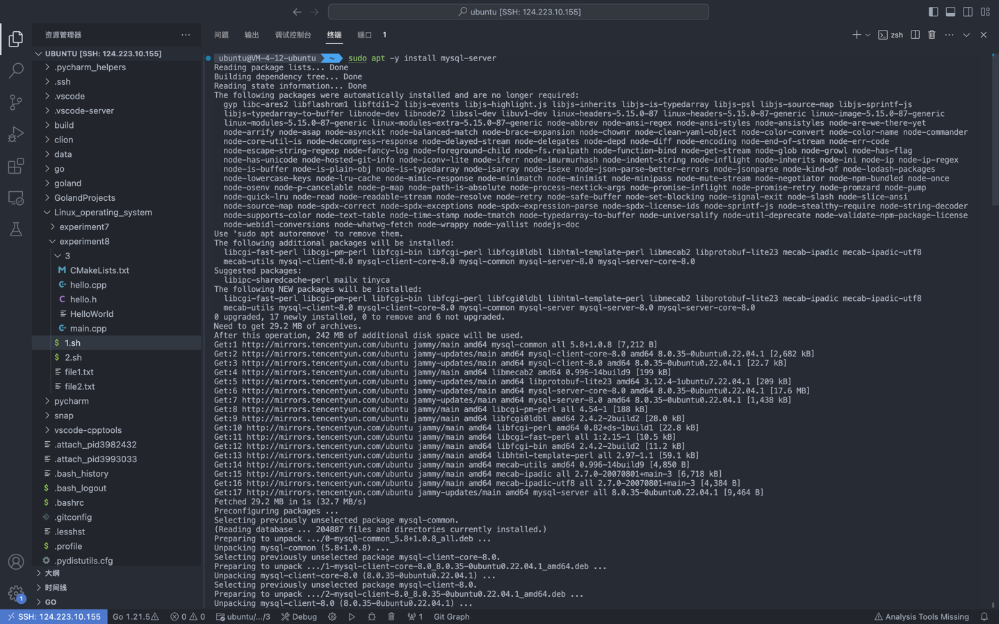 ubuntu [SSH: 124.223.10.155]
资源管理器
问题 输出 调试控制台 终端 端口 1
zsh
UBUNTU [SSH: 124.223.10.155]
.pycharm_helpers
.ssh
.vscode
.vscode-server
build
clion
data
go
goland
GolandProjects
Linux_operating_system
experiment7
experiment8
3
CMakeLists.txt
hello.cpp
hello.h
HelloWorld
main.cpp
$ 1.sh
$ 2.sh
file1.txt
file2.txt
pycharm
snap
vscode-cpptools
.attach_pid3982432
.attach_pid3993033
.bash_history
$ .bash_logout
$ .bashrc
.gitconfig
.lesshst
$ .profile
.pydistutils.cfg
大纲
时间线
GO
ubuntu@VM-4-12-ubuntu ~ sudo apt -y install mysql-server
Reading package lists... Done
Building dependency tree... Done
Reading state information... Done
The following packages were automatically installed and are no longer required:
gyp libc-ares2 libflashrom1 libftdi1-2 libjs-events libjs-highlight.js libjs-inherits libjs-is-typedarray libjs-psl libjs-source-map libjs-sprintf-js
libjs-typedarray-to-buffer libnode-dev libnode72 libssl-dev libuv1-dev linux-headers-5.15.0-87 linux-headers-5.15.0-87-generic linux-image-5.15.0-87-generic
linux-modules-5.15.0-87-generic linux-modules-extra-5.15.0-87-generic node-abbrev node-ansi-regex node-ansi-styles node-ansistyles node-are-we-there-yet
node-arrify node-asap node-asynckit node-balanced-match node-brace-expansion node-chownr node-clean-yaml-object node-color-convert node-color-name node-commander
node-core-util-is node-decompress-response node-delayed-stream node-delegates node-depd node-diff node-encoding node-end-of-stream node-err-code
node-escape-string-regexp node-fancy-log node-foreground-child node-fs.realpath node-function-bind node-get-stream node-glob node-growl node-has-flag
node-has-unicode node-hosted-git-info node-iconv-lite node-iferr node-imurmurhash node-indent-string node-inflight node-inherits node-ini node-ip node-ip-regex
node-is-buffer node-is-plain-obj node-is-typedarray node-isarray node-isexe node-json-parse-better-errors node-jsonparse node-kind-of node-lodash-packages
node-lowercase-keys node-lru-cache node-mimic-response node-minimatch node-minimist node-minipass node-mute-stream node-negotiator node-npm-bundled node-once
node-osenv node-p-cancelable node-p-map node-path-is-absolute node-process-nextick-args node-promise-inflight node-promise-retry node-promzard node-pump
node-quick-lru node-read node-readable-stream node-resolve node-retry node-safe-buffer node-set-blocking node-signal-exit node-slash node-slice-ansi
node-source-map node-spdx-correct node-spdx-exceptions node-spdx-expression-parse node-spdx-license-ids node-sprintf-js node-stealthy-require node-string-decoder
node-supports-color node-text-table node-time-stamp node-tmatch node-typedarray-to-buffer node-universalify node-util-deprecate node-validate-npm-package-license
node-webidl-conversions node-whatwg-fetch node-wrappy node-yallist nodejs-doc
Use 'sudo apt autoremove' to remove them.
The following additional packages will be installed:
libcgi-fast-perl libcgi-pm-perl libfcgi-bin libfcgi-perl libfcgi0ldbl libhtml-template-perl libmecab2 libprotobuf-lite23 mecab-ipadic mecab-ipadic-utf8
mecab-utils mysql-client-8.0 mysql-client-core-8.0 mysql-common mysql-server-8.0 mysql-server-core-8.0
Suggested packages:
libipc-sharedcache-perl mailx tinyca
The following NEW packages will be installed:
libcgi-fast-perl libcgi-pm-perl libfcgi-bin libfcgi-perl libfcgi0ldbl libhtml-template-perl libmecab2 libprotobuf-lite23 mecab-ipadic mecab-ipadic-utf8
mecab-utils mysql-client-8.0 mysql-client-core-8.0 mysql-common mysql-server mysql-server-8.0 mysql-server-core-8.0
0 upgraded, 17 newly installed, 0 to remove and 6 not upgraded.
Need to get 29.2 MB of archives.
After this operation, 242 MB of additional disk space will be used.
Get:1 http://mirrors.tencentyun.com/ubuntu jammy/main amd64 mysql-common all 5.8+1.0.8 [7,212 B]
Get:2 http://mirrors.tencentyun.com/ubuntu jammy-updates/main amd64 mysql-client-core-8.0 amd64 8.0.35-0ubuntu0.22.04.1 [2,682 kB]
Get:3 http://mirrors.tencentyun.com/ubuntu jammy-updates/main amd64 mysql-client-8.0 amd64 8.0.35-0ubuntu0.22.04.1 [22.7 kB]
Get:4 http://mirrors.tencentyun.com/ubuntu jammy/main amd64 libmecab2 amd64 0.996-14build9 [199 kB]
Get:5 http://mirrors.tencentyun.com/ubuntu jammy-updates/main amd64 libprotobuf-lite23 amd64 3.12.4-1ubuntu7.22.04.1 [209 kB]
Get:6 http://mirrors.tencentyun.com/ubuntu jammy-updates/main amd64 mysql-server-core-8.0 amd64 8.0.35-0ubuntu0.22.04.1 [17.6 MB]
Get:7 http://mirrors.tencentyun.com/ubuntu jammy-updates/main amd64 mysql-server-8.0 amd64 8.0.35-0ubuntu0.22.04.1 [1,438 kB]
Get:8 http://mirrors.tencentyun.com/ubuntu jammy/main amd64 libcgi-pm-perl all 4.54-1 [188 kB]
Get:9 http://mirrors.tencentyun.com/ubuntu jammy/main amd64 libfcgi0ldbl amd64 2.4.2-2build2 [28.0 kB]
Get:10 http://mirrors.tencentyun.com/ubuntu jammy/main amd64 libfcgi-perl amd64 0.82+ds-1build1 [22.8 kB]
Get:11 http://mirrors.tencentyun.com/ubuntu jammy/main amd64 libcgi-fast-perl all 1:2.15-1 [10.5 kB]
Get:12 http://mirrors.tencentyun.com/ubuntu jammy/main amd64 libfcgi-bin amd64 2.4.2-2build2 [11.2 kB]
Get:13 http://mirrors.tencentyun.com/ubuntu jammy/main amd64 libhtml-template-perl all 2.97-1.1 [59.1 kB]
Get:14 http://mirrors.tencentyun.com/ubuntu jammy/main amd64 mecab-utils amd64 0.996-14build9 [4,850 B]
Get:15 http://mirrors.tencentyun.com/ubuntu jammy/main amd64 mecab-ipadic all 2.7.0-20070801+main-3 [6,718 kB]
Get:16 http://mirrors.tencentyun.com/ubuntu jammy/main amd64 mecab-ipadic-utf8 all 2.7.0-20070801+main-3 [4,384 B]
Get:17 http://mirrors.tencentyun.com/ubuntu jammy-updates/main amd64 mysql-server all 8.0.35-0ubuntu0.22.04.1 [9,464 B]
Fetched 29.2 MB in 1s (32.7 MB/s)
Preconfiguring packages ...
Selecting previously unselected package mysql-common.
(Reading database ... 204887 files and directories currently installed.)
Preparing to unpack .../0-mysql-common_5.8+1.0.8_all.deb ...
Unpacking mysql-common (5.8+1.0.8) ...
Selecting previously unselected package mysql-client-core-8.0.
Preparing to unpack .../1-mysql-client-core-8.0_8.0.35-0ubuntu0.22.04.1_amd64.deb ...
Unpacking mysql-client-core-8.0 (8.0.35-0ubuntu0.22.04.1) ...
Selecting previously unselected package mysql-client-8.0.
Preparing to unpack .../2-mysql-client-8.0_8.0.35-0ubuntu0.22.04.1_amd64.deb ...
Unpacking mysql-client-8.0 (8.0.35-0ubuntu0.22.04.1) ...
1
SSH: 124.223.10.155 Go 1.21.5 0 0 ubuntu/.../3 Debug 1 Git Graph Analysis Tools Missing